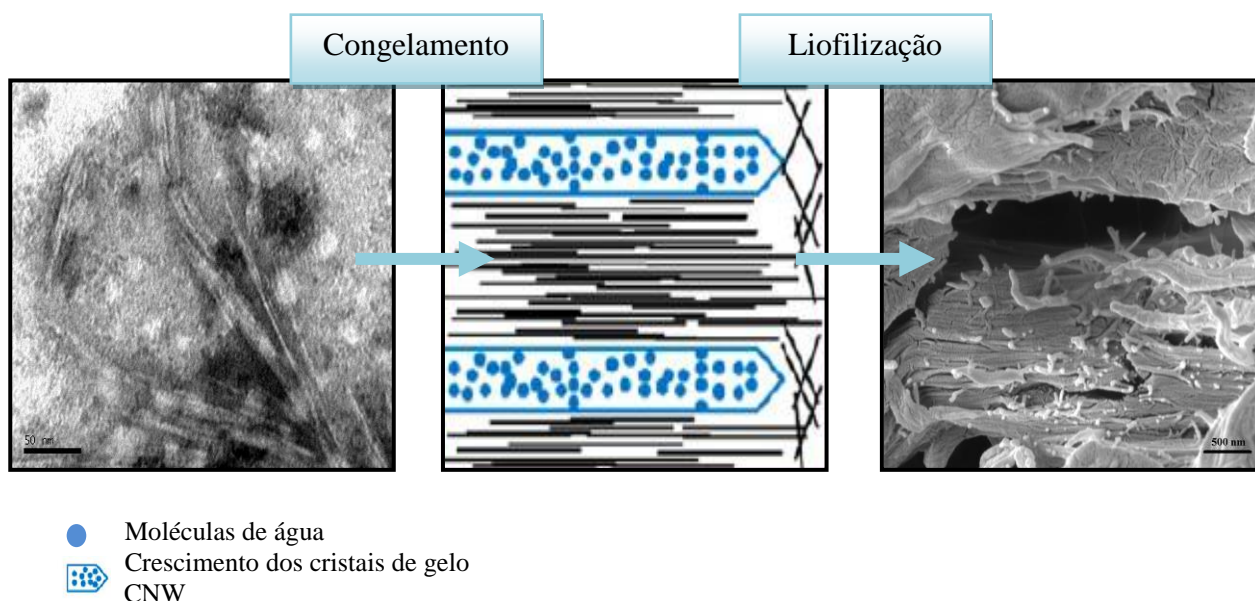 Congelamento
Liofilização
50 nm
500 nm
Moléculas de água
Crescimento dos cristais de gelo
CNW